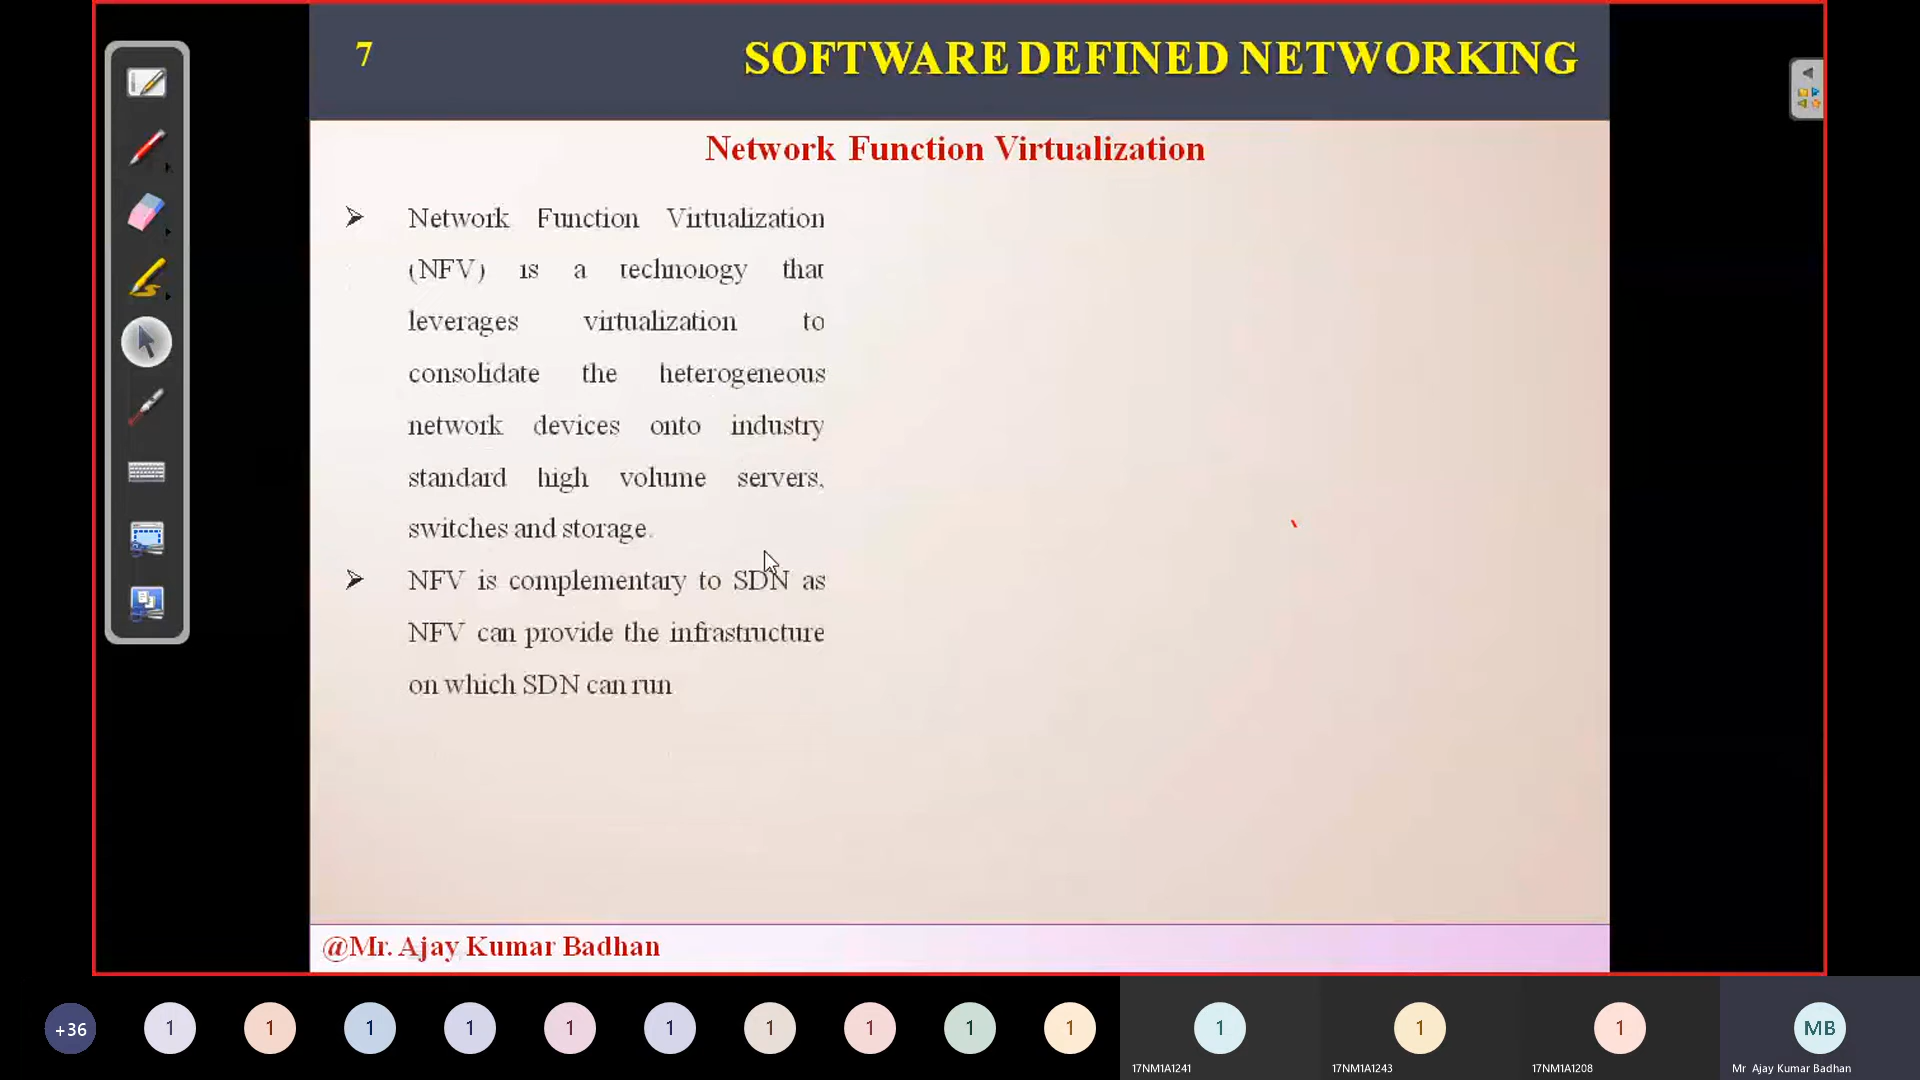 7
SOFTWARE DEFINED NETWORKING
Network Function Virtualization
Network Function Virtualization
(NFV) is a technology that
leverages virtualization to
consolidate the heterogeneous
network devices onto industry
standard high volume servers,
switches and storage.
NFV is complementary to SDN as
NFV can provide the infrastructure
on which SDN can run
@Mr. Ajay Kumar Badhan
+36 1 1 1 1 1 1 1 1 1 1 1 1 1 MB
17NM1A1241 17NM1A1243 17NM1A1208 Mr Ajay Kumar Badhan